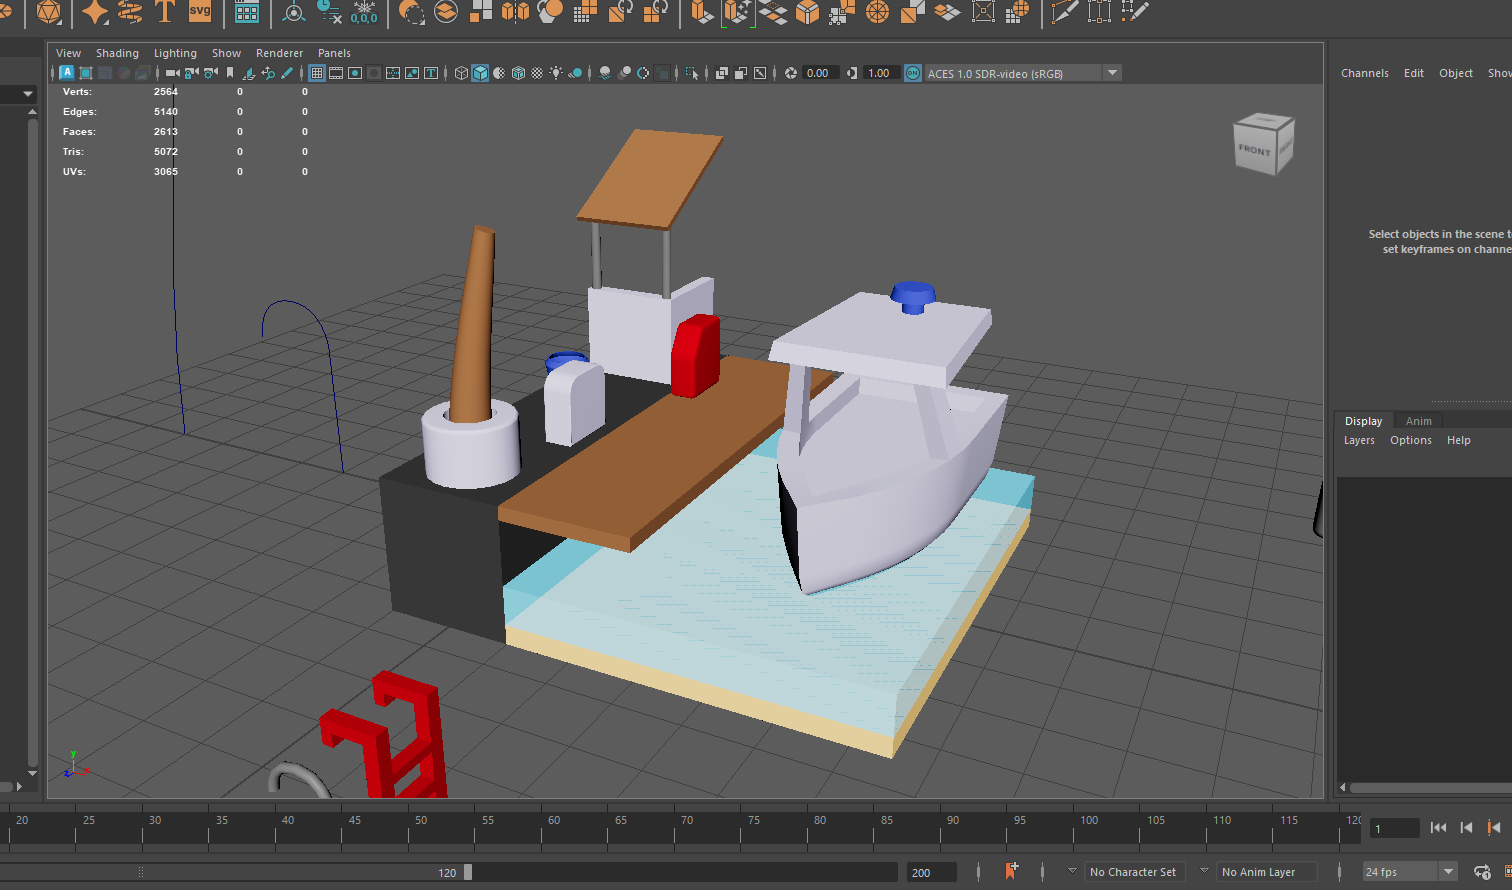 SVG
0,0,0
View Shading Lighting Show Renderer Panels
Channels Edit Object
A
T
0.00
1.00
ON
ACES 1.0 SDR-video (sRGB)
Verts: 2564 0 0
Edges: 5140 0 0
Faces: 2613 0 0
Tris: 5072 0 0
UVs: 3065 0 0
FRONT
Select objects in the scene
set keyframes on
Display Anim
Layers Options Help
y
z
x
20 25 30 35 40 45 50 55 60 65 70 75 80 85 90 95 100 105 110 115
1
120
200
No Character Set
No Anim Layer
24 fps